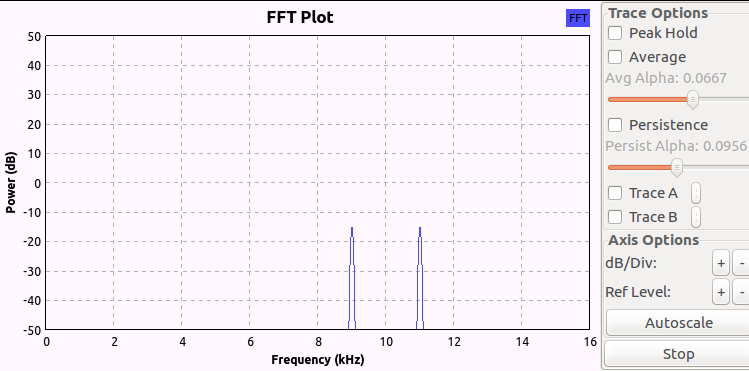 FFT Plot
FFT
50
40
30
20
10
0
-10
-20
-30
-40
-50
Power (dB)
0 2 4 6 8 10 12 14 16
Frequency (kHz)
Trace Options
Peak Hold
Average
Avg Alpha: 0.0667
Persistence
Persist Alpha: 0.0956
Trace A
Trace B
Axis Options
dB/Div: + -
Ref Level: + -
Autoscale
Stop